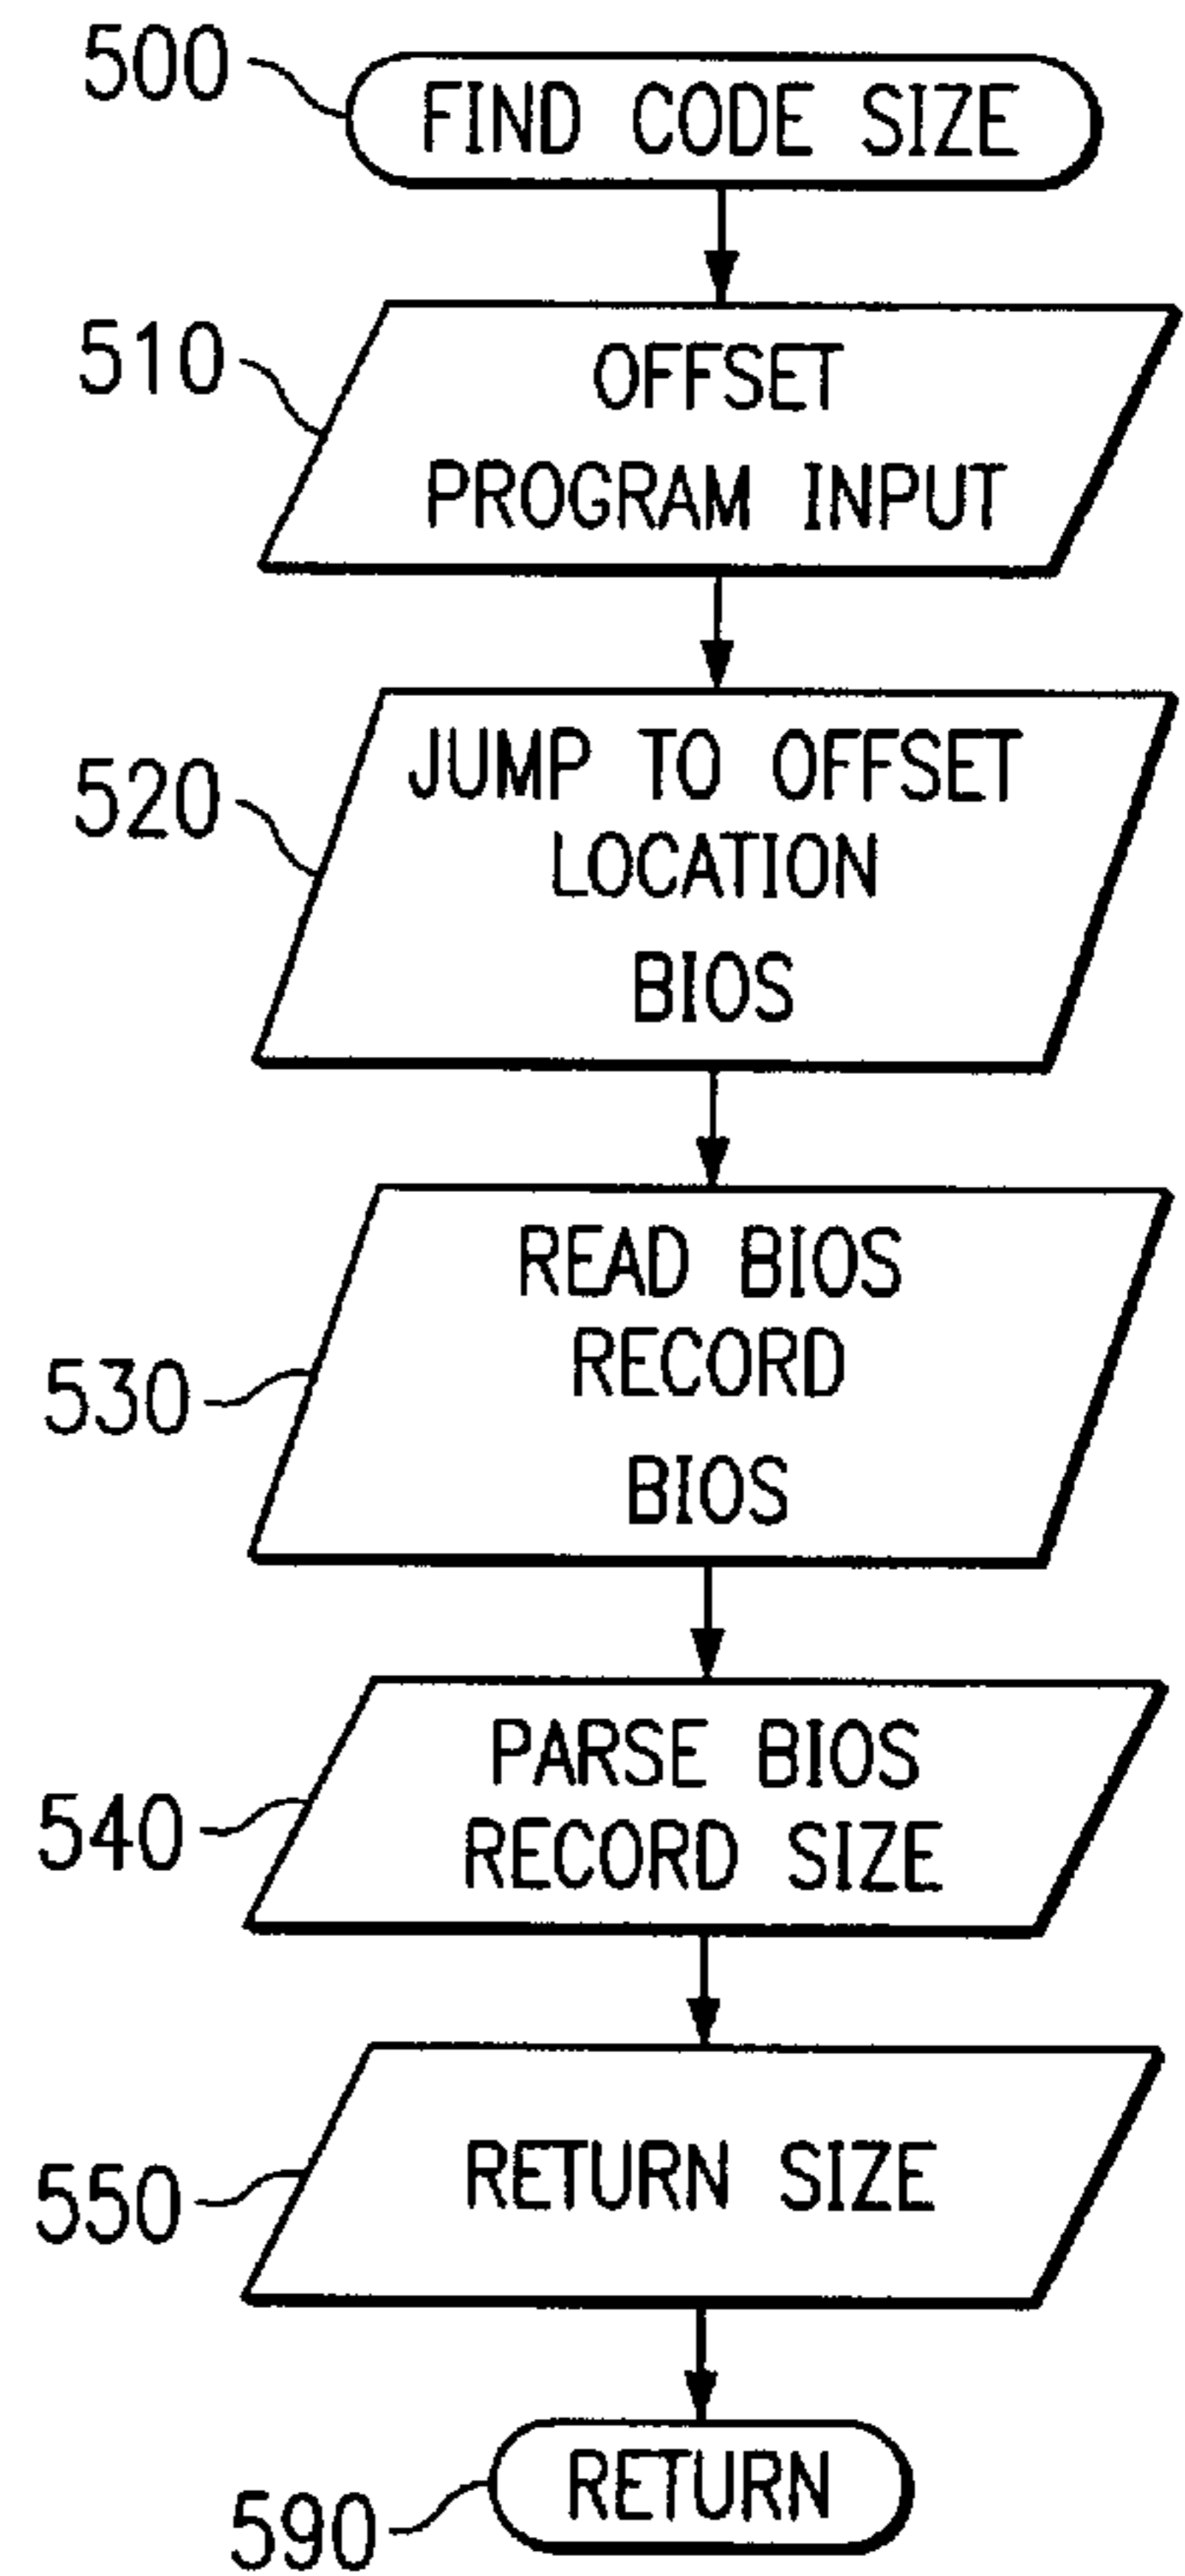 500
FIND CODE SIZE
510
OFFSET
PROGRAM INPUT
520
JUMP TO OFFSET
LOCATION
BIOS
530
READ BIOS
RECORD
BIOS
540
PARSE BIOS
RECORD SIZE
550
RETURN SIZE
590
RETURN